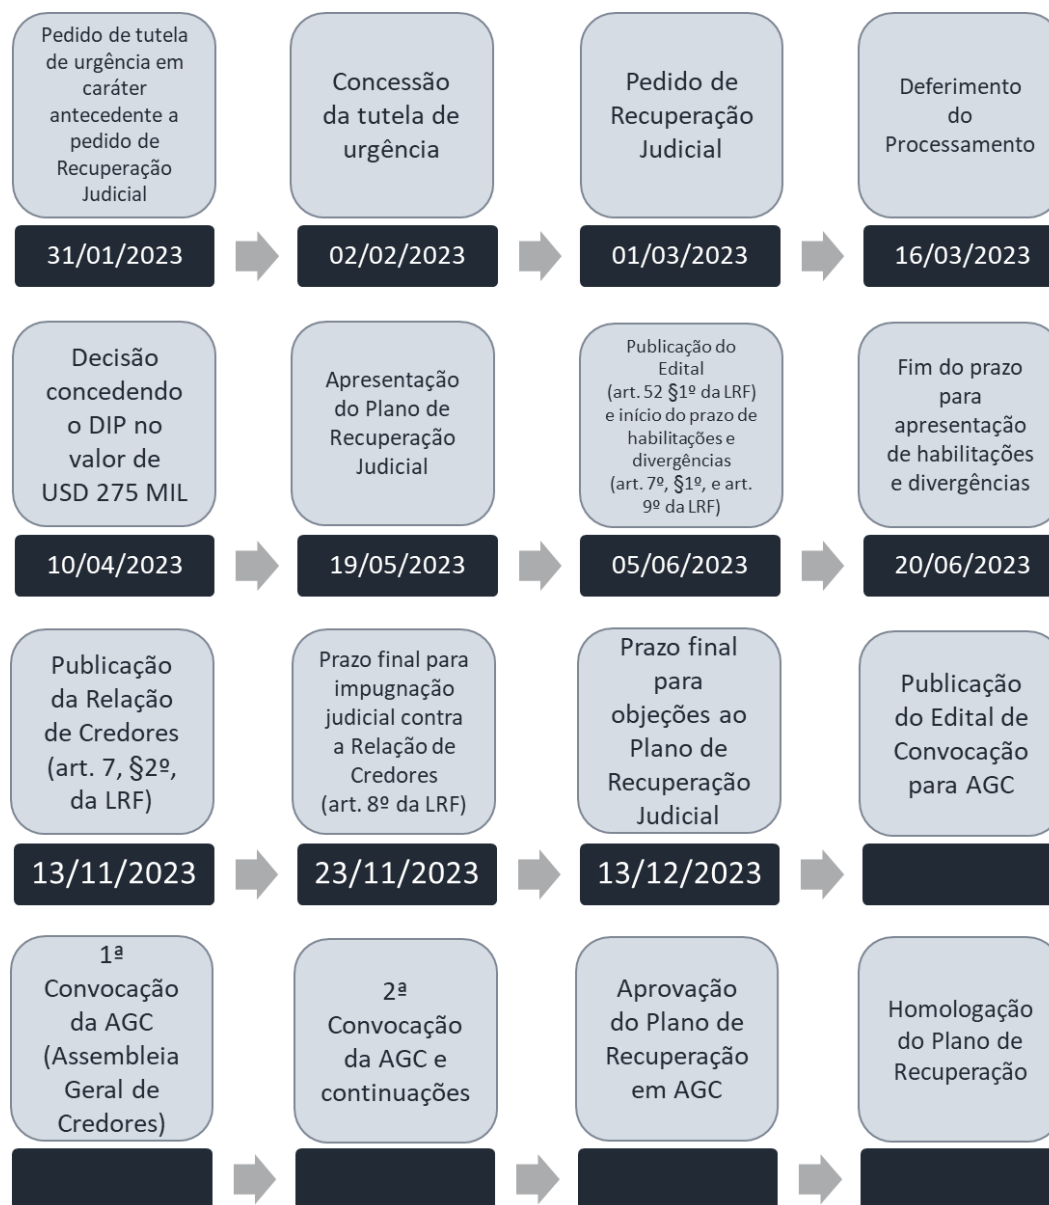 Pedido de tutela
de urgência em
caráter
antecedente a
pedido de
Recuperação
Judicial
31/01/2023
Concessão
da tutela de
urgência
02/02/2023
Pedido de
Recuperação
Judicial
01/03/2023
Deferimento
do
Processamento
16/03/2023
Decisão
concedendo
o DIP no
valor de
USD 275 MIL
10/04/2023
Apresentação
do Plano de
Recuperação
Judicial
19/05/2023
Publicação do
Edital
(art. 52 §1º da LRF)
e início do prazo de
habilitações e
divergências
(art. 7º, §1º, e art.
9º da LRF)
05/06/2023
Fim do prazo
para
apresentação
de habilitações
e divergências
20/06/2023
Publicação
da Relação
de Credores
(art. 7, §2º,
da LRF)
13/11/2023
Prazo final para
impugnação
judicial contra
a Relação de
Credores
(art. 8º da LRF)
23/11/2023
Prazo final
para
objeções ao
Plano de
Recuperação
Judicial
13/12/2023
Publicação
do Edital de
Convocação
para AGC
1ª
Convocação
da AGC
(Assembleia
Geral de
Credores)
2ª
Convocação
da AGC e
continuações
Aprovação
do Plano de
Recuperação
em AGC
Homologação
do Plano de
Recuperação